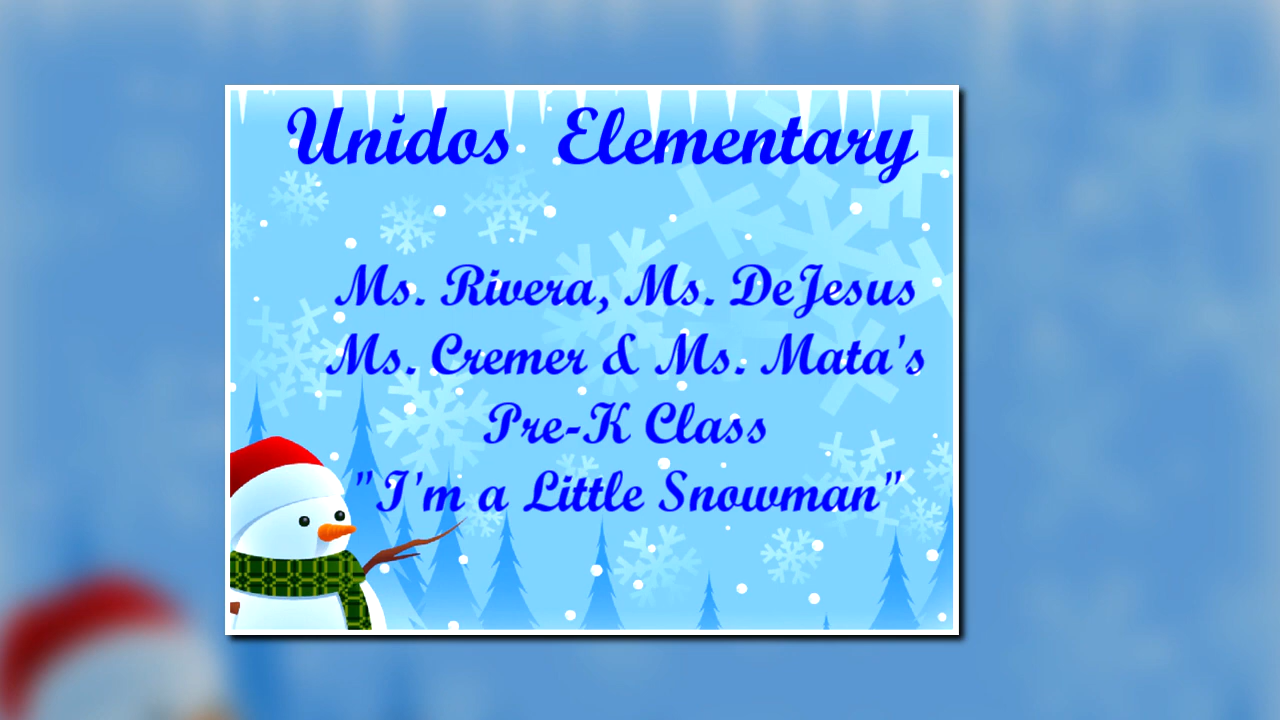 Unidos Elementary
Ms. Rivera, Ms. DeJesus
Ms. Cremer & Ms. Mata's
Pre-K Class
"I'm a Little Snowman"